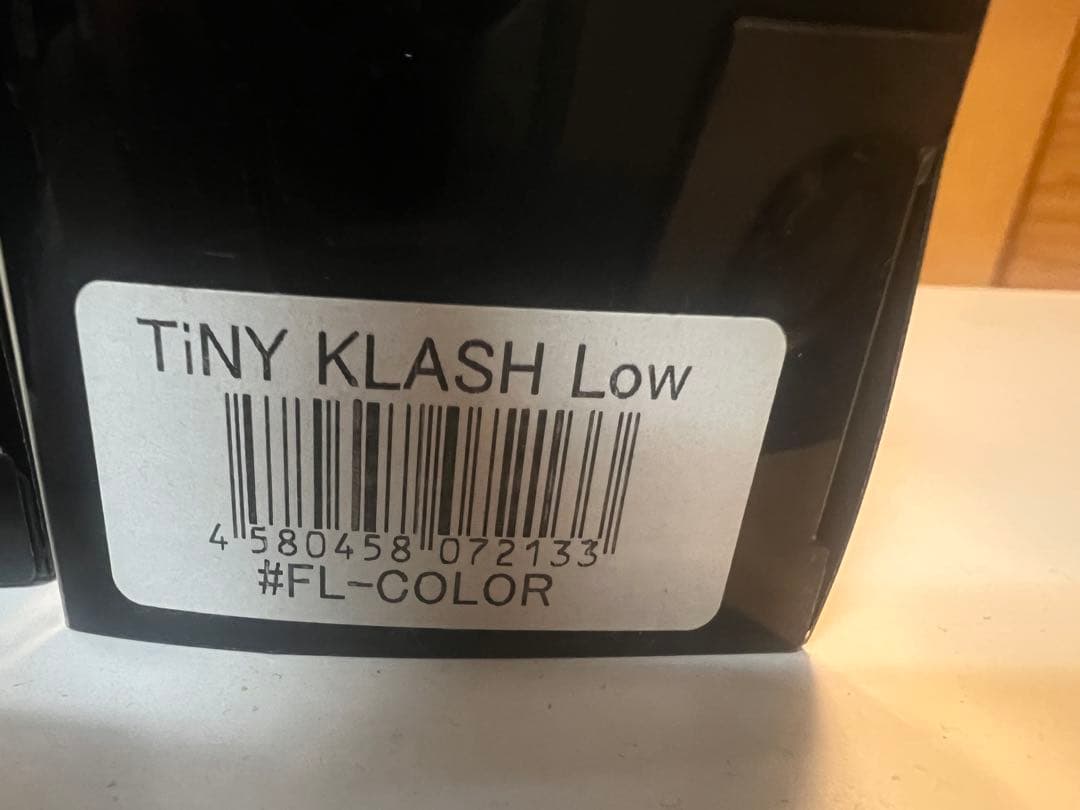 TiNY KLASH Low
4 580458 072133
#FL-COLOR